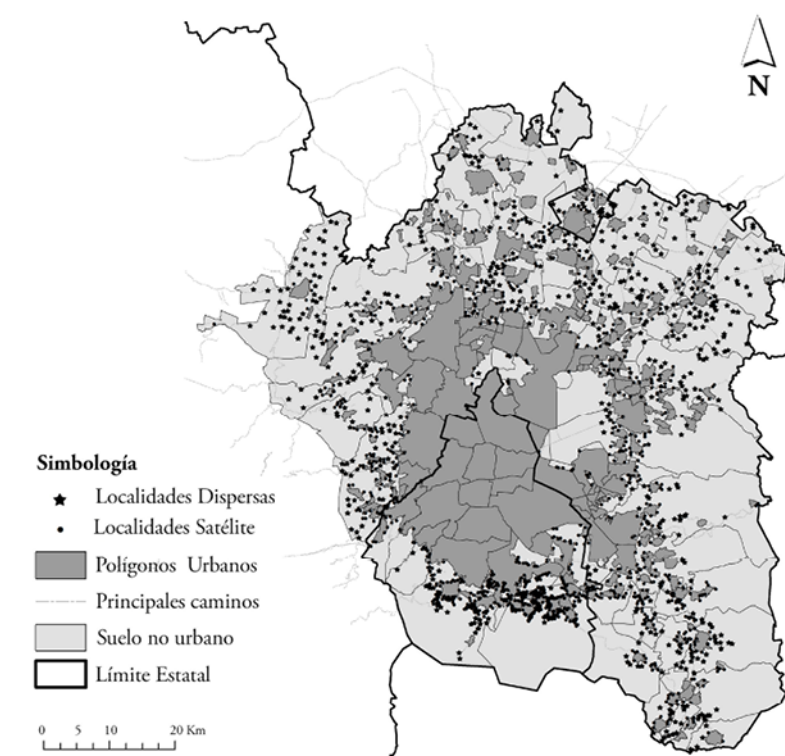 N
Simbología
Localidades Dispersas
Localidades Satélite
Polígonos Urbanos
Principales caminos
Suelo no urbano
Límite Estatal
0 5 10 20 Km